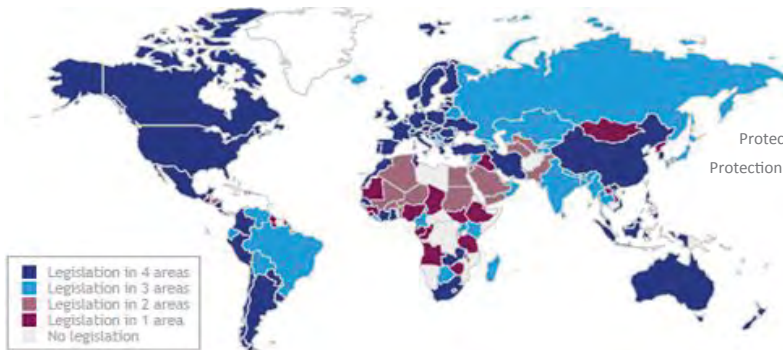 Protec
Protection
Legislation in 4 areas
Legislation in 3 areas
Legislation in 2 areas
Legislation in 1 area
No legislation